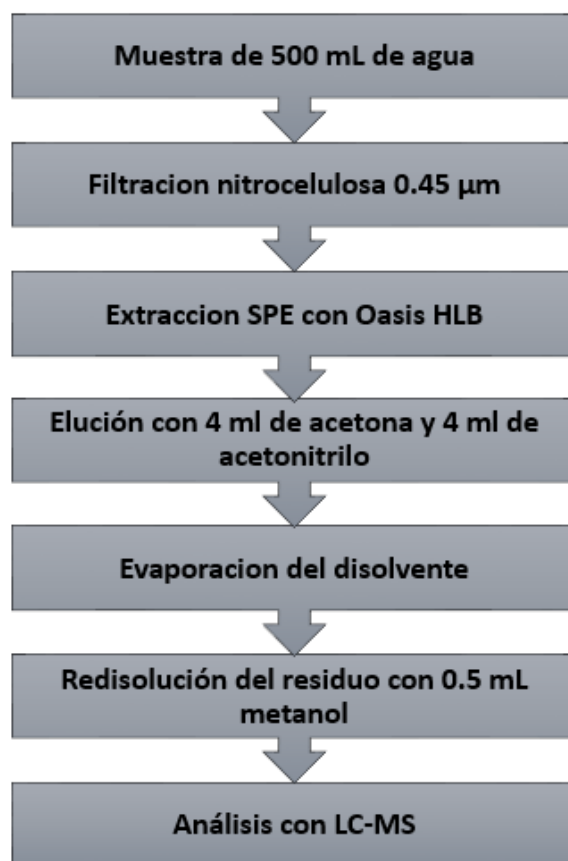 Muestra de 500 mL de agua
Filtracion nitrocelulosa 0.45 µm
Extraccion SPE con Oasis HLB
Elución con 4 ml de acetona y 4 ml de
acetonitrilo
Evaporacion del disolvente
Redisolución del residuo con 0.5 mL
metanol
Análisis con LC-MS